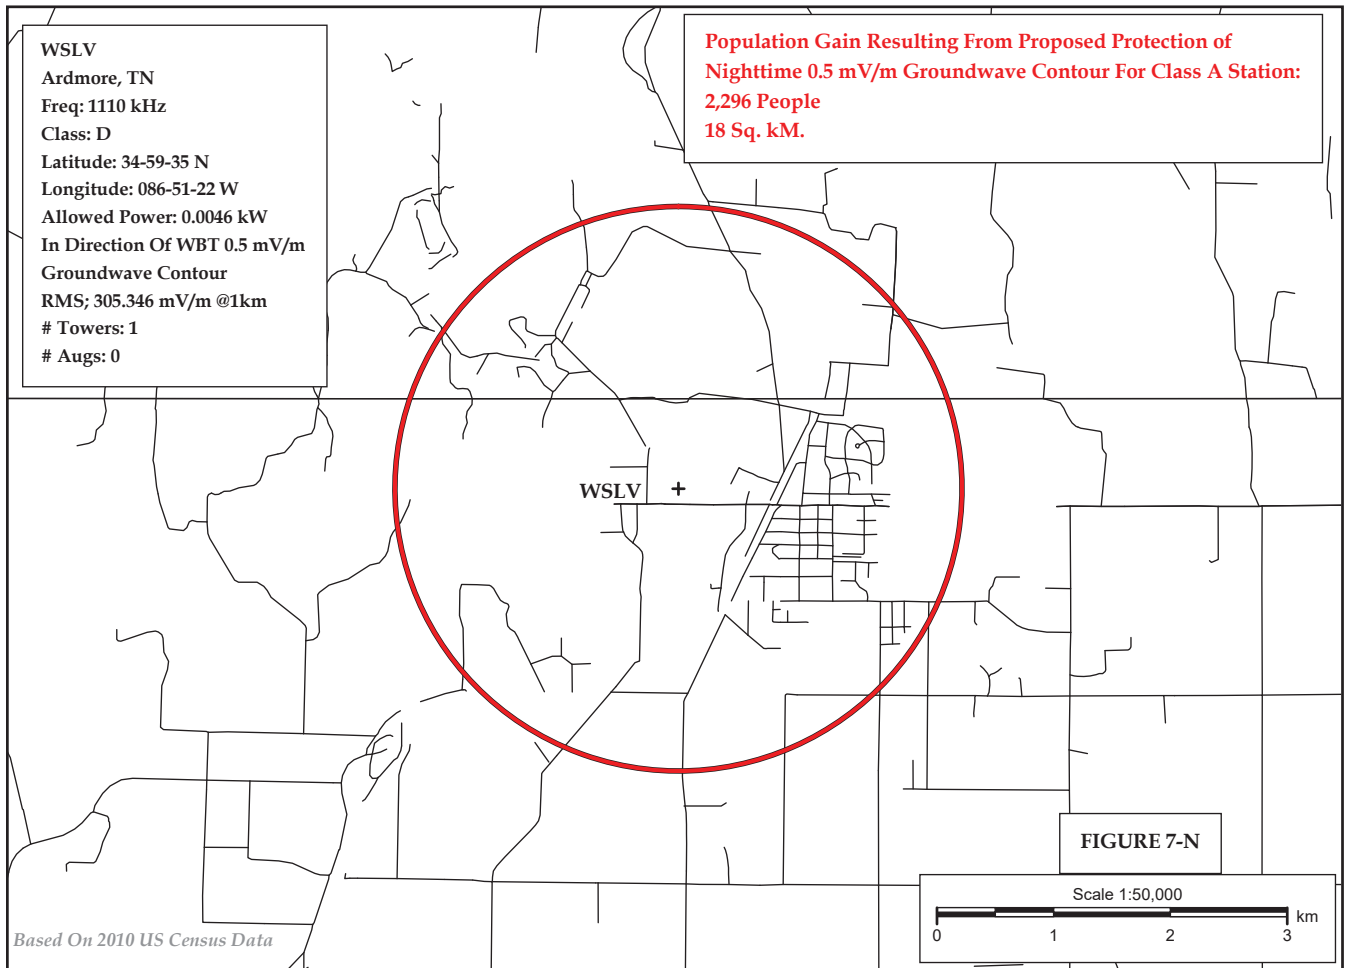 WSLV
Ardmore, TN
Freq: 1110 kHz
Class: D
Latitude: 34-59-35 N
Longitude: 086-51-22 W
Allowed Power: 0.0046 kW
In Direction Of WBT 0.5 mV/m
Groundwave Contour
RMS; 305.346 mV/m @1km
# Towers: 1
# Augs: 0
Population Gain Resulting From Proposed Protection of
Nighttime 0.5 mV/m Groundwave Contour For Class A Station:
2,296 People
18 Sq. kM.
WSLV
FIGURE 7-N
Scale 1:50,000
km
0 1 2 3
Based On 2010 US Census Data